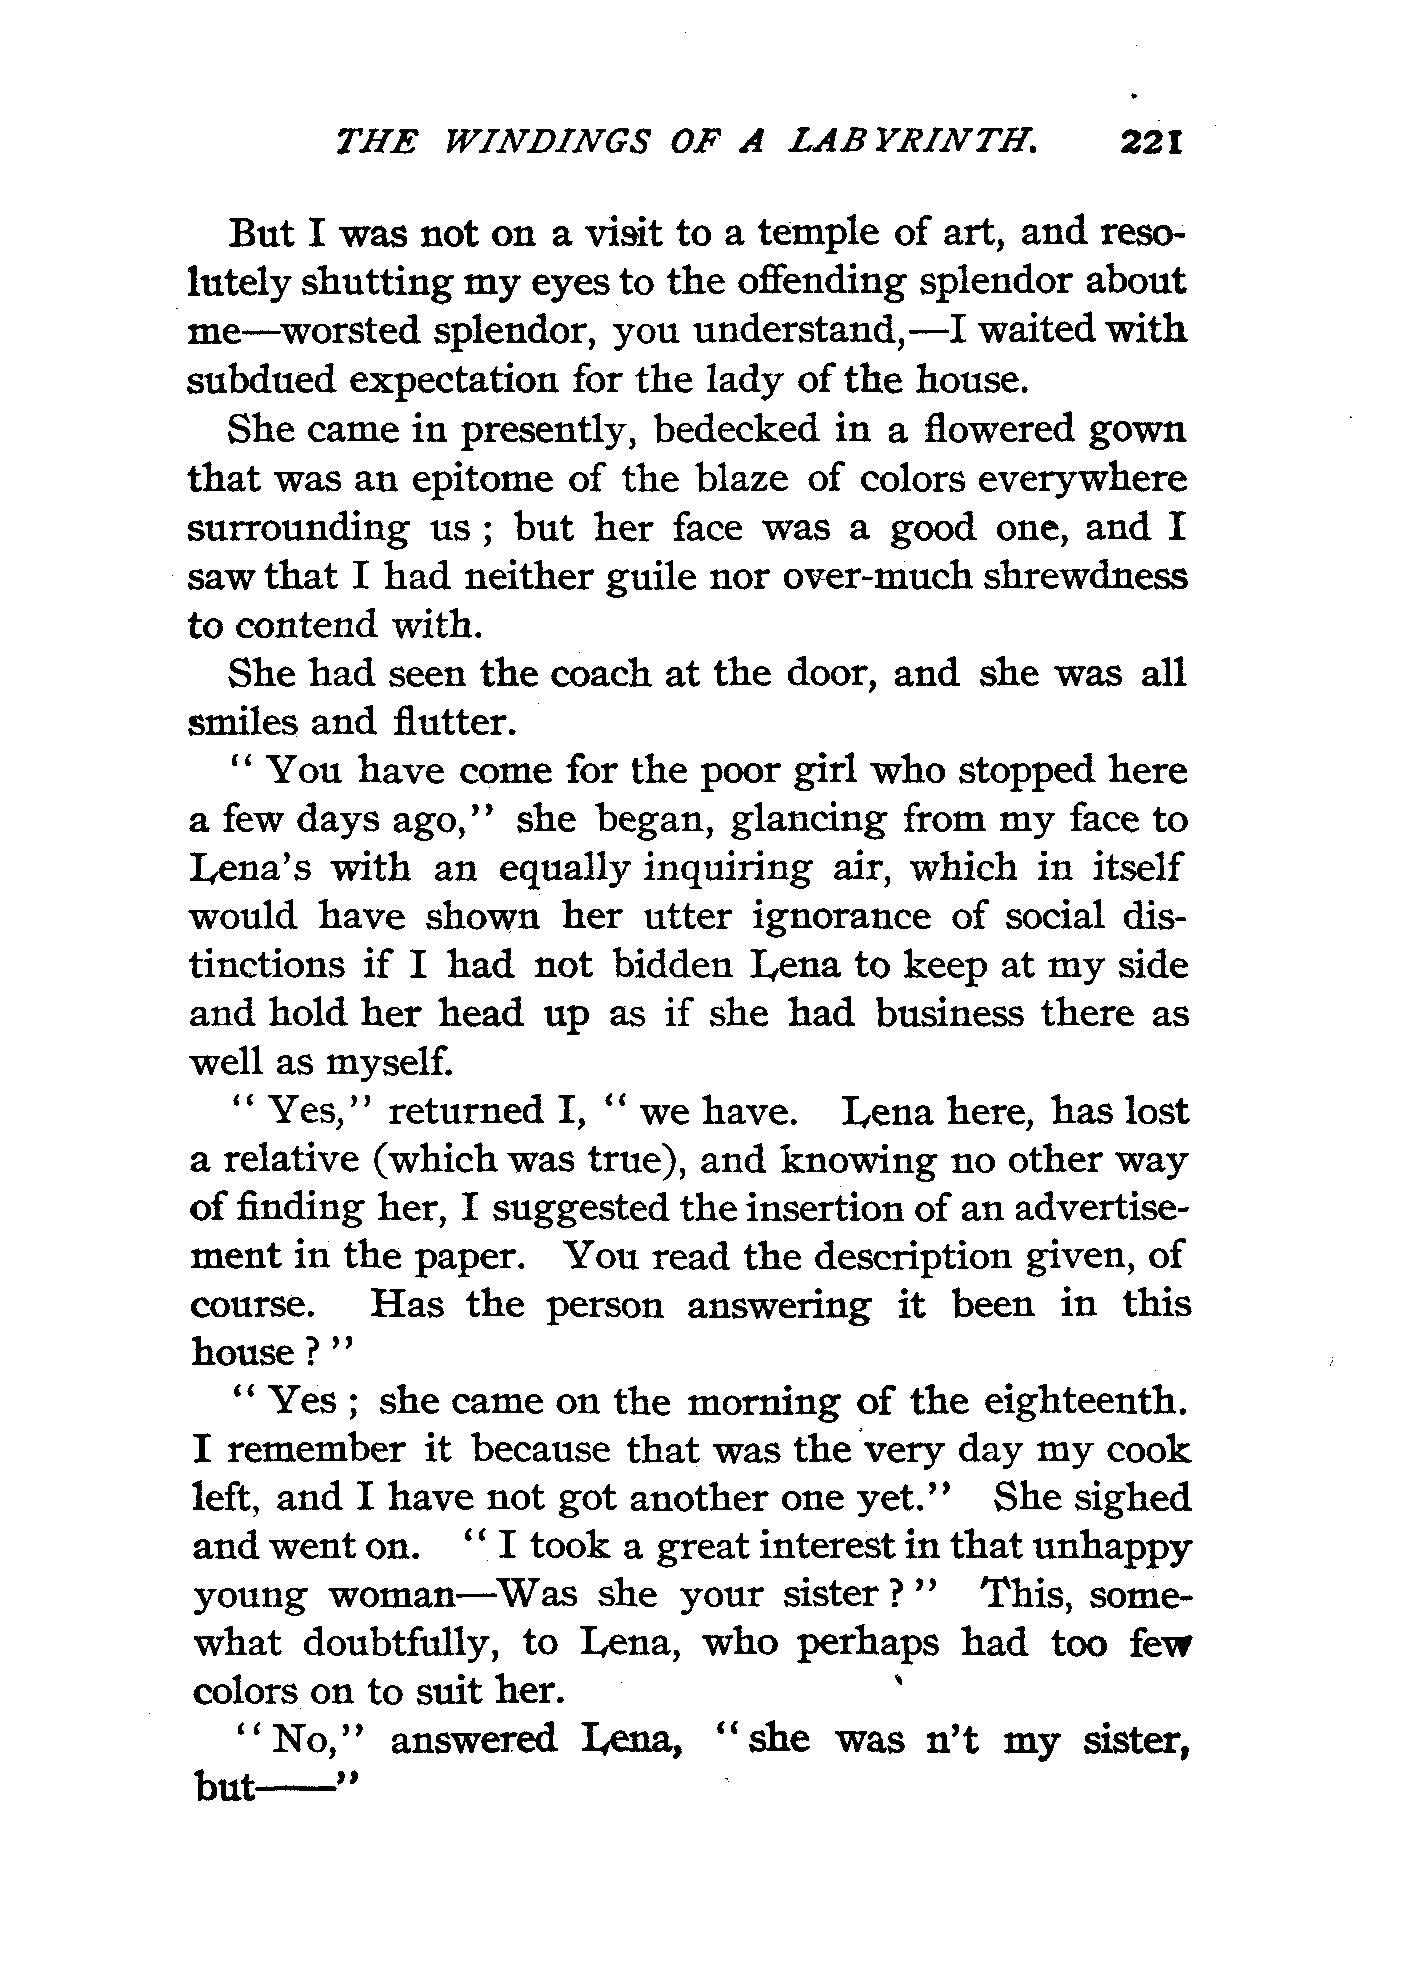 THE WINDINGS OF A LABYRINTH. 221
But I was not on a visit to a temple of art, and reso-
lutely shutting my eyes to the offending splendor about
me—worsted splendor, you understand,—I waited with
subdued expectation for the lady of the house.
She came in presently, bedecked in a flowered gown
that was an epitome of the blaze of colors everywhere
surrounding us ; but her face was a good one, and I
saw that I had neither guile nor over-much shrewdness
to contend with.
She had seen the coach at the door, and she was all
smiles and flutter.
“ You have come for the poor girl who stopped here
a few days ago,” she began, glancing from my face to
Lena’s with an equally inquiring air, which in itself
would have shown her utter ignorance of social dis-
tinctions if I had not bidden Lena to keep at my side
and hold her head up as if she had business there as
well as myself.
“ Yes,” returned I, “ we have. Lena here, has lost
a relative (which was true), and knowing no other way
of finding her, I suggested the insertion of an advertise-
ment in the paper. You read the description given, of
course. Has the person answering it been in this
house ? ”
“ Yes ; she came on the morning of the eighteenth.
I remember it because that was the very day my cook
left, and I have not got another one yet.” She sighed
and went on. “ I took a great interest in that unhappy
young woman—Was she your sister ? ” This, some-
what doubtfully, to Lena, who perhaps had too few
colors on to suit her.
“ No,” answered Lena, “ she was n’t my sister,
but——”